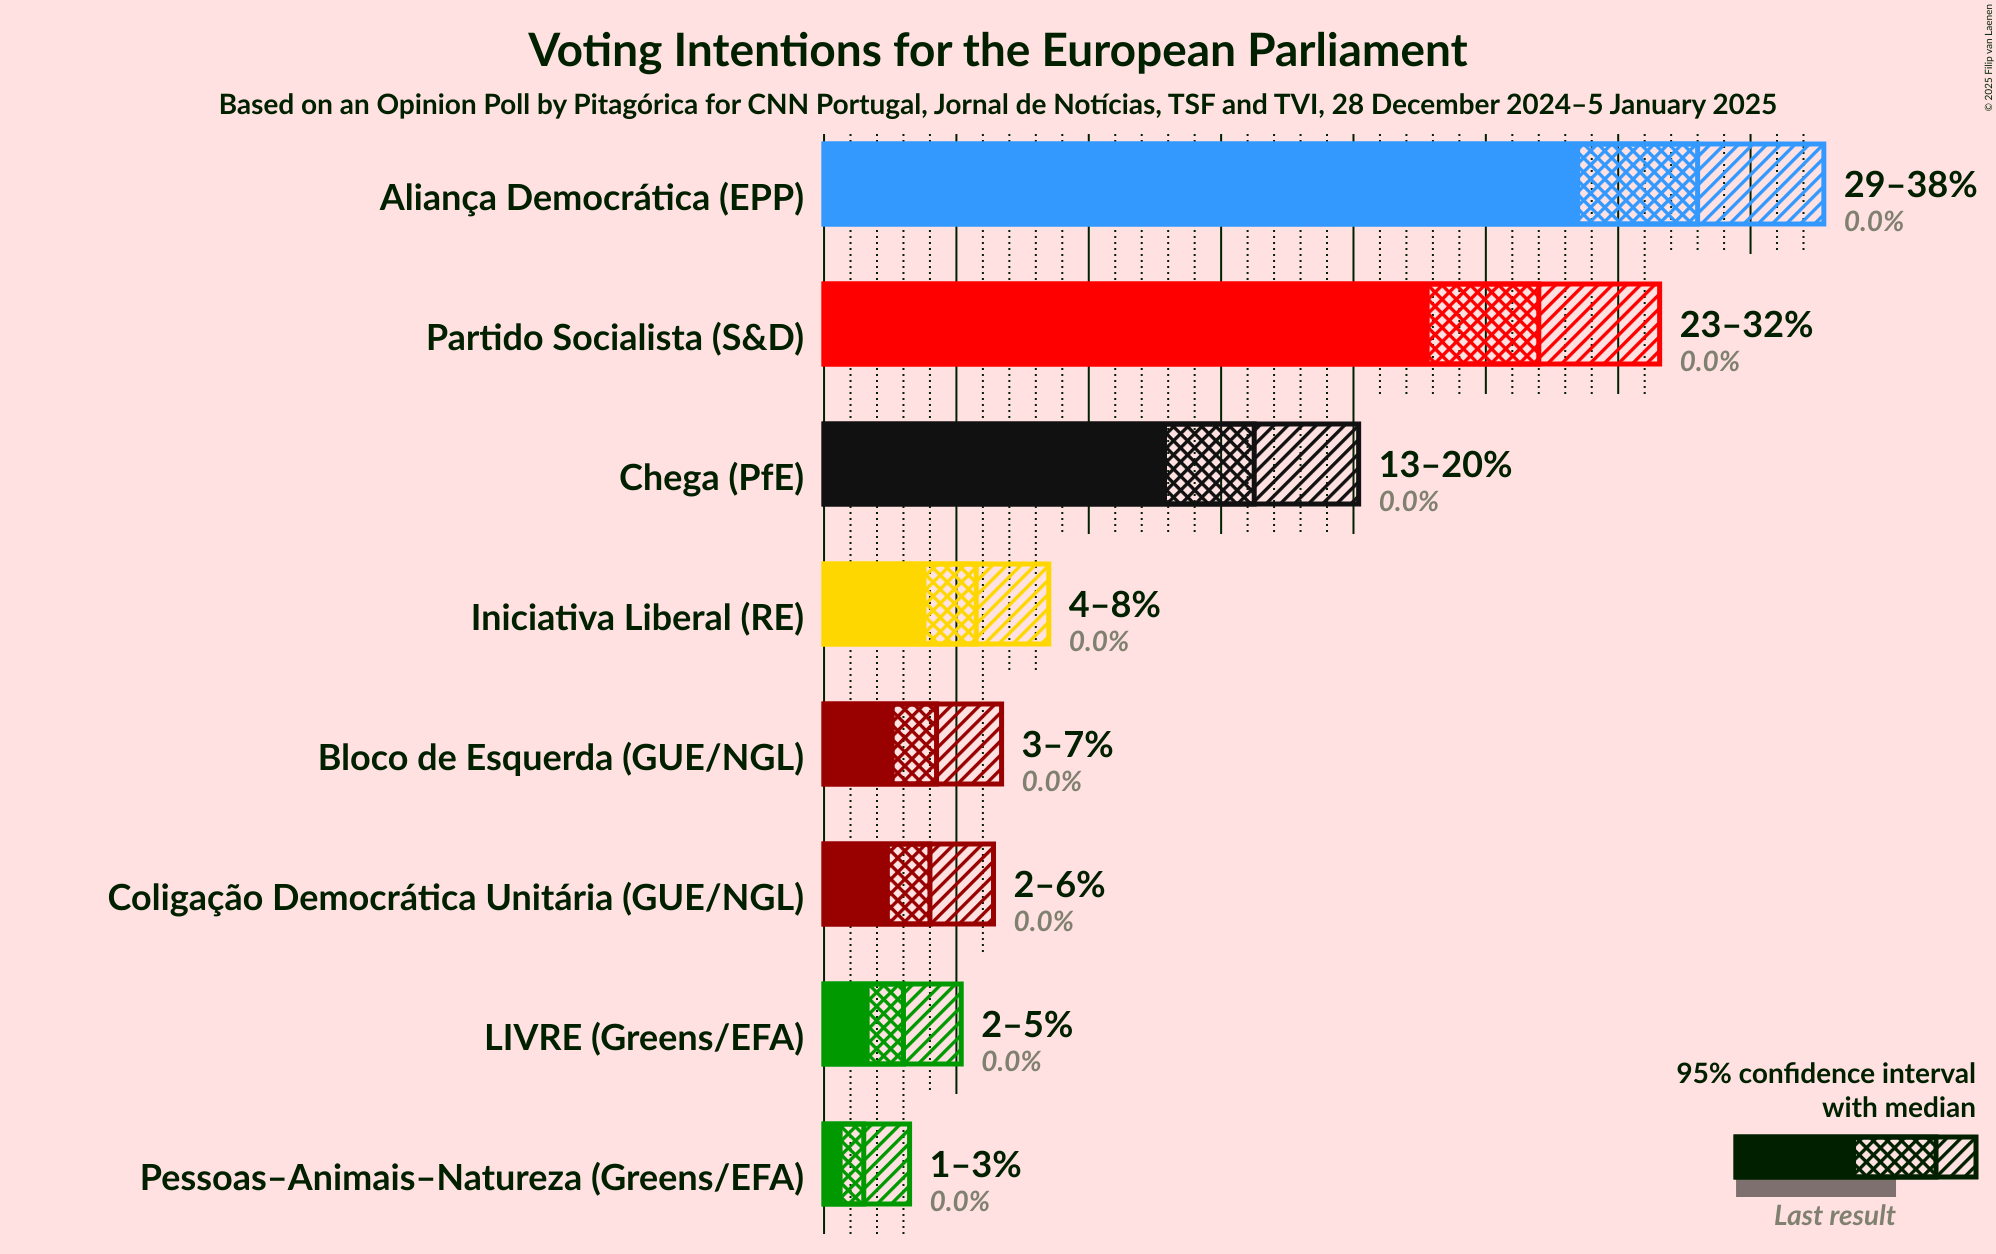 Voting Intentions for the European Parliament
Based on an Opinion Poll by Pitagórica for CNN Portugal, Jornal de Notícias, TSF and TVI, 28 December 2024–5 January 2025
© 2025 Filip van Laenen
Aliança Democrática (EPP)
29–38%
0.0%
Partido Socialista (S&D)
23–32%
0.0%
Chega (PfE)
13–20%
0.0%
Iniciativa Liberal (RE)
4–8%
0.0%
Bloco de Esquerda (GUE/NGL)
3–7%
0.0%
Coligação Democrática Unitária (GUE/NGL)
2–6%
0.0%
LIVRE (Greens/EFA)
2–5%
0.0%
Pessoas–Animais–Natureza (Greens/EFA)
1–3%
0.0%
95% confidence interval
with median
Last result